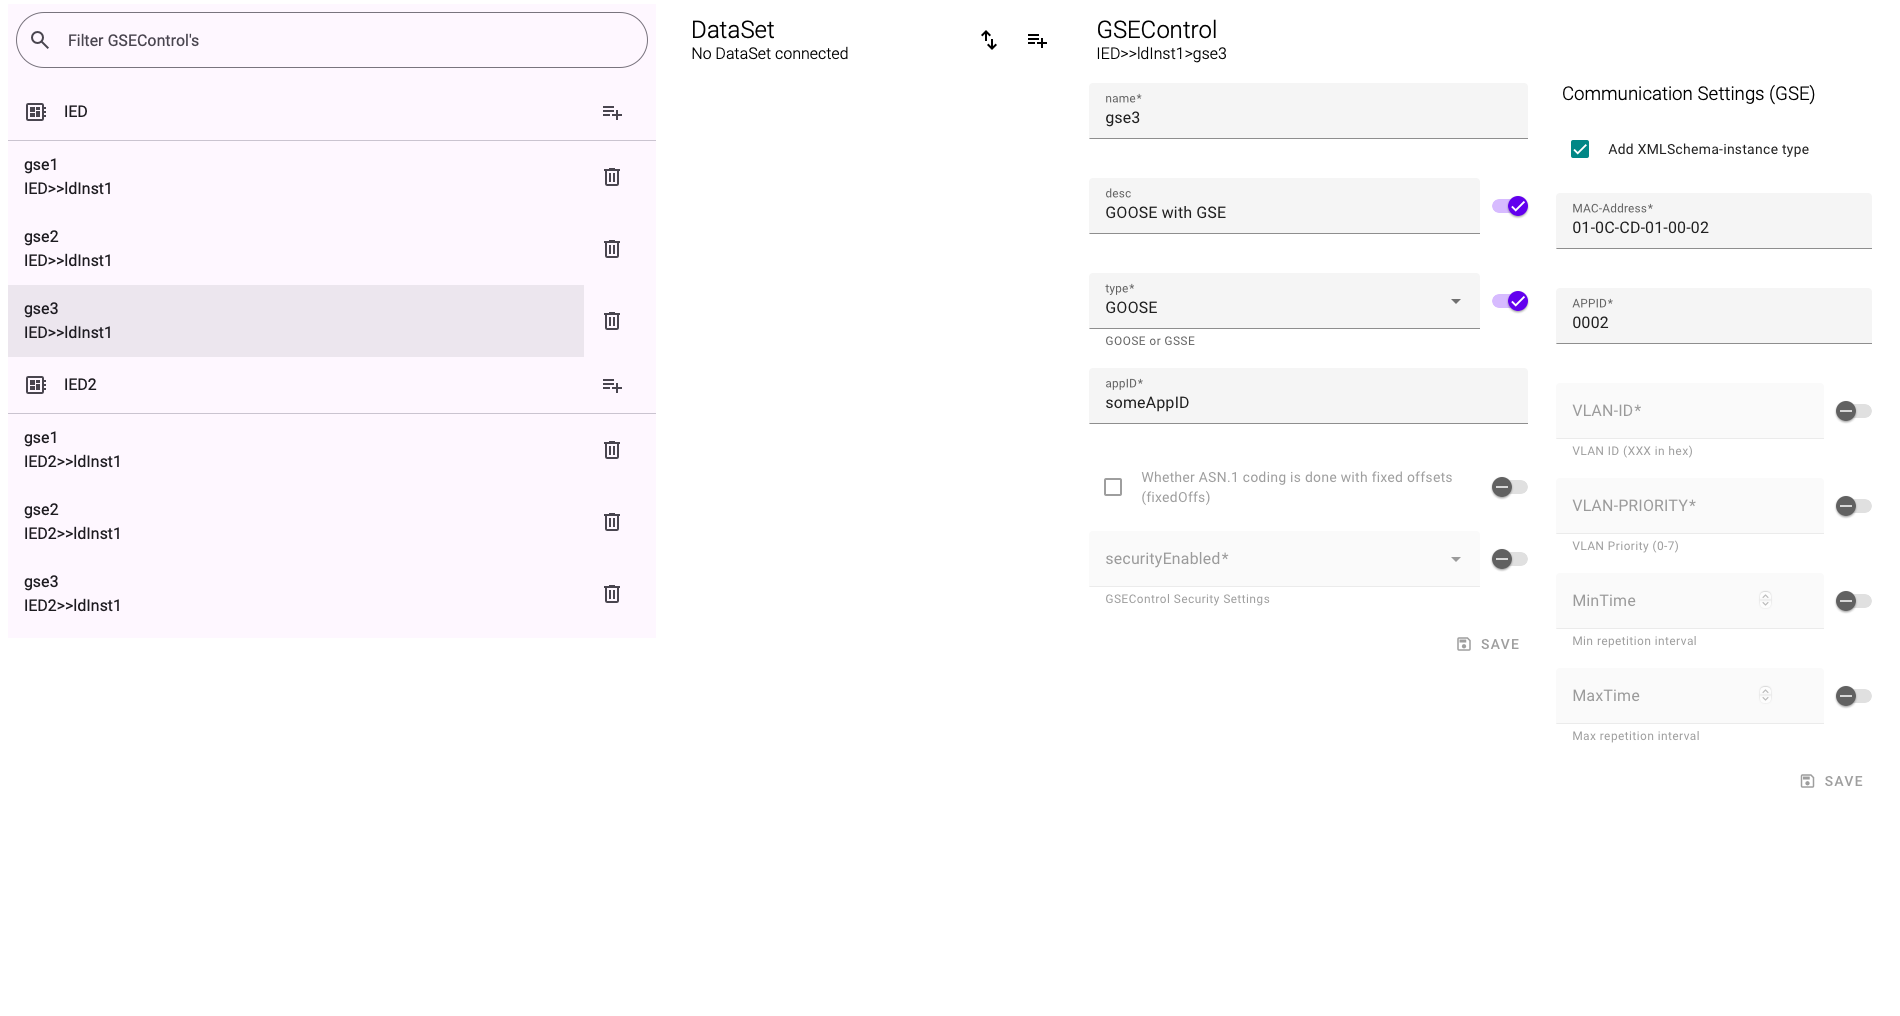 Filter GSEControl's
IED
gse1
IED>>ldInst1
gse2
IED>>ldInst1
gse3
IED>>ldInst1
IED2
gse1
IED2>>ldInst1
gse2
IED2>>ldInst1
gse3
IED2>>ldInst1
DataSet
No DataSet connected
GSEControl
IED>>ldInst1>gse3
name*
gse3
desc
GOOSE with GSE
type*
GOOSE
GOOSE or GSSE
appID*
someAppID
Whether ASN.1 coding is done with fixed offsets
(fixedOffs)
securityEnabled*
GSEControl Security Settings
SAVE
Communication Settings (GSE)
Add XMLSchema-instance type
MAC-Address*
01-0C-CD-01-00-02
APPID*
0002
VLAN-ID*
VLAN ID (XXX in hex)
VLAN-PRIORITY*
VLAN Priority (0-7)
MinTime
Min repetition interval
MaxTime
Max repetition interval
SAVE